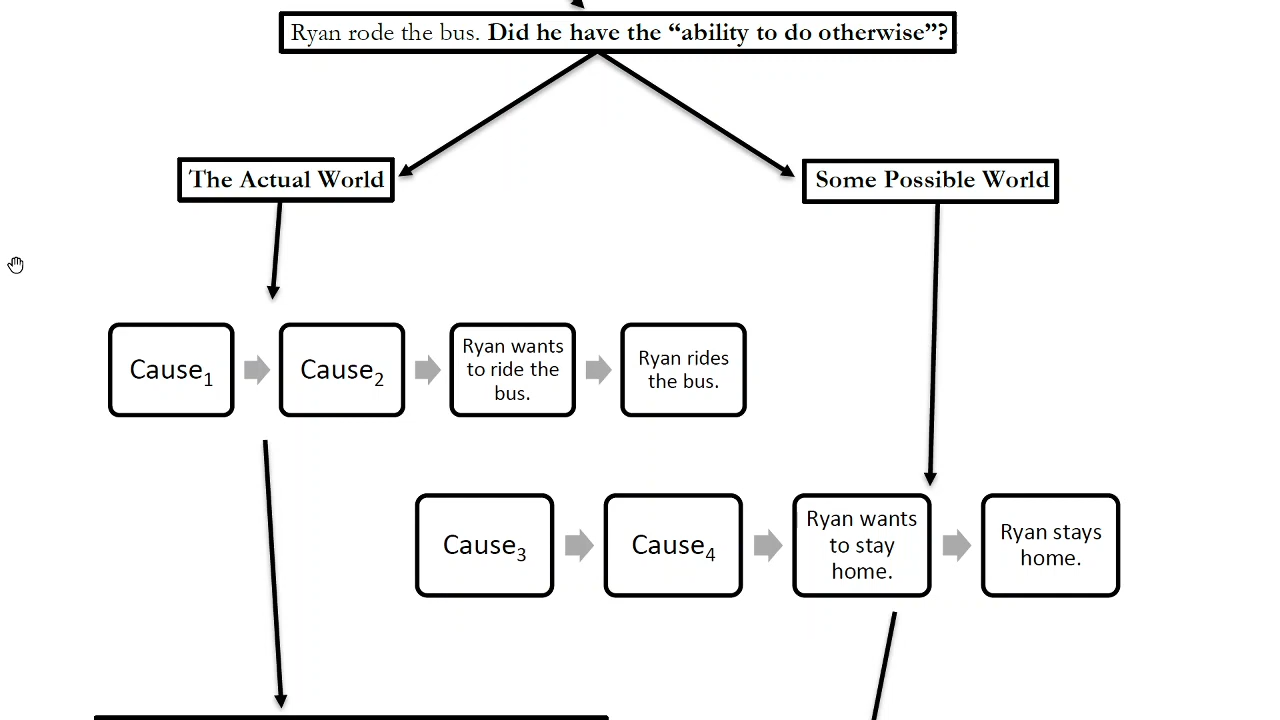 Ryan rode the bus. Did he have the “ability to do otherwise”?
The Actual World
Some Possible World
Cause1
Cause2
Ryan wants
to ride the
bus.
Ryan rides
the bus.
Cause3
Cause4
Ryan wants
to stay
home.
Ryan stays
home.